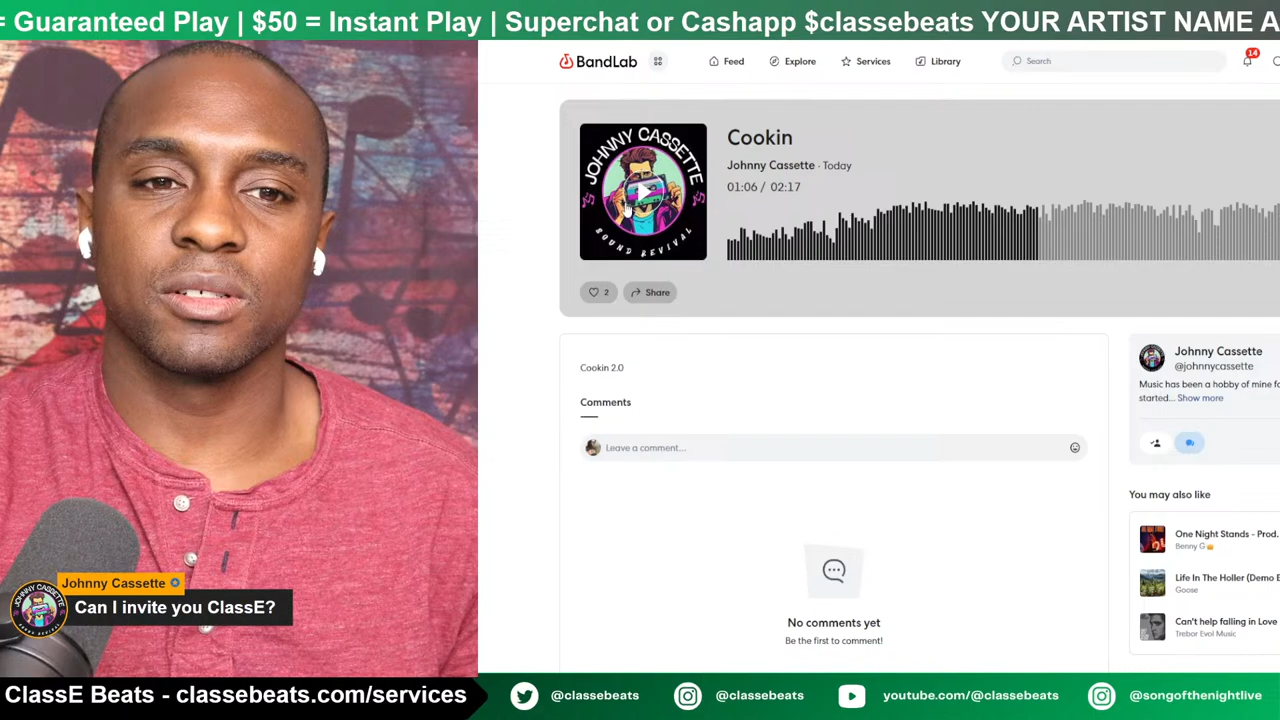 = Guaranteed Play | $50 = Instant Play | Superchat or Cashapp $classebeats YOUR ARTIST NAME A
BandLab
Feed
Explore
Services
Library
Search
14
JOHNNY CASSETTE
SOUND REVIVAL
Cookin
Johnny Cassette · Today
01:06 / 02:17
2
Share
Cookin 2.0
Comments
Leave a comment...
No comments yet
Be the first to comment!
Johnny Cassette
@johnnycassette
Music has been a hobby of mine fo
started... Show more
You may also like
One Night Stands - Prod.
Benny G
Life In The Holler (Demo E
Goose
Can't help falling in Love
Trebor Evol Music
Johnny Cassette
Can I invite you ClassE?
ClassE Beats - classebeats.com/services
@classebeats
@classebeats
youtube.com/@classebeats
@songofthenightlive